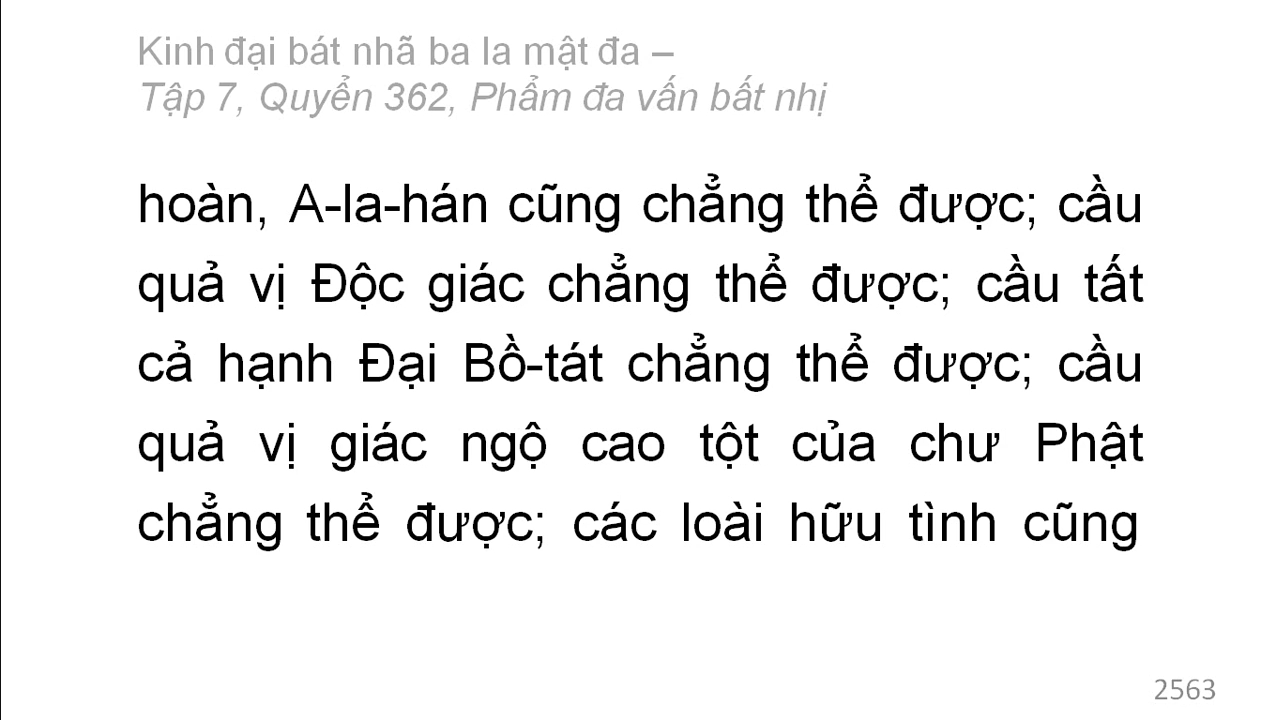 Kinh đại bát nhã ba la mật đa –
Tập 7, Quyển 362, Phẩm đa vấn bất nhị
hoàn, A-la-hán cũng chẳng thể được; cầu
quả vị Độc giác chẳng thể được; cầu tất
cả hạnh Đại Bồ-tát chẳng thể được; cầu
quả vị giác ngộ cao tột của chư Phật
chẳng thể được; các loài hữu tình cũng
2563